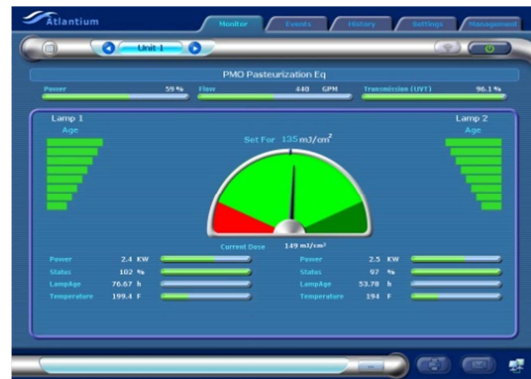 Atlantium
Monitor Events History Settings Management
Unit 1
PMO Pasteurization Eq
Power 59 % Flow 440 GPM Transmission (UVT) 96.1 %
Lamp 1 Lamp 2
Age Age
Set For 135 mJ/cm²
Current Dose 149 mJ/cm²
Power 2.4 KW Power 2.5 KW
Status 102 % Status 97 %
LampAge 76.67 h LampAge 53.78 h
Temperature 199.4 F Temperature 194 F